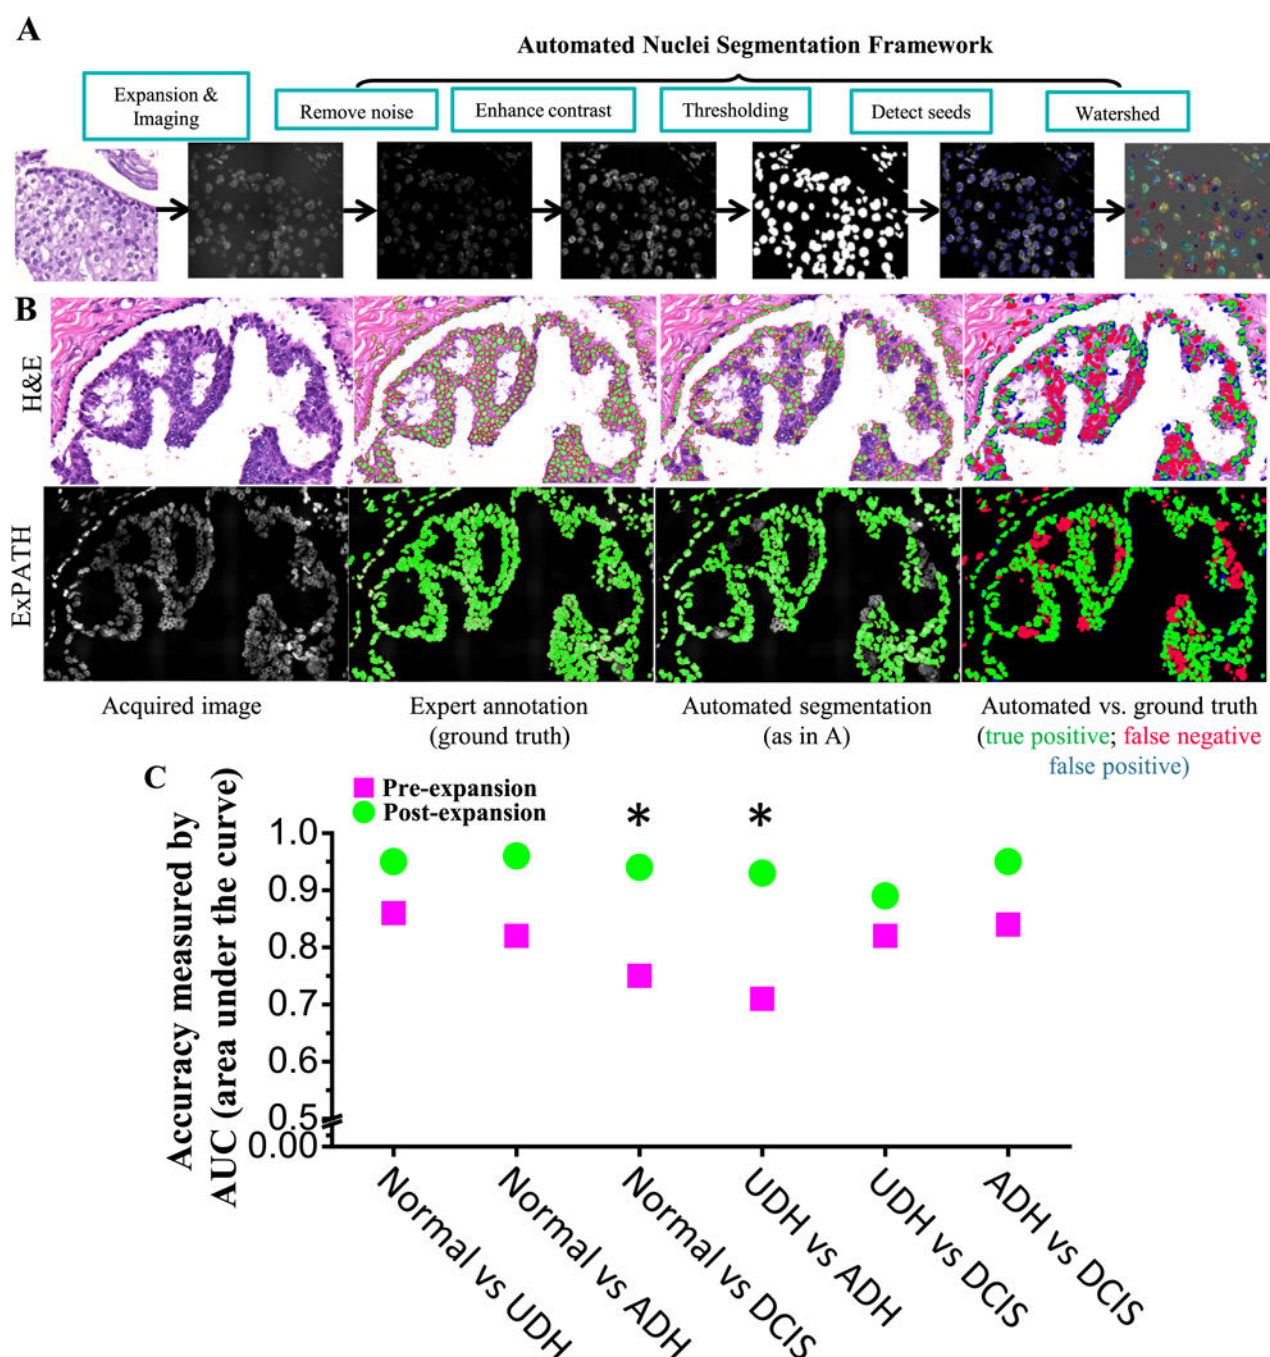 A
Automated Nuclei Segmentation Framework
Expansion &
Imaging
Remove noise
Enhance contrast
Thresholding
Detect seeds
Watershed
B
H&E
ExPATH
Acquired image
Expert annotation
(ground truth)
Automated segmentation
(as in A)
Automated vs. ground truth
(true positive; false negative
false positive)
C
Pre-expansion
Post-expansion
* *
Accuracy measured by
AUC (area under the curve)
1.0
0.9
0.8
0.7
0.6
0.5
0.00
Normal vs UDH
Normal vs ADH
Normal vs DCIS
UDH vs ADH
UDH vs DCIS
ADH vs DCIS